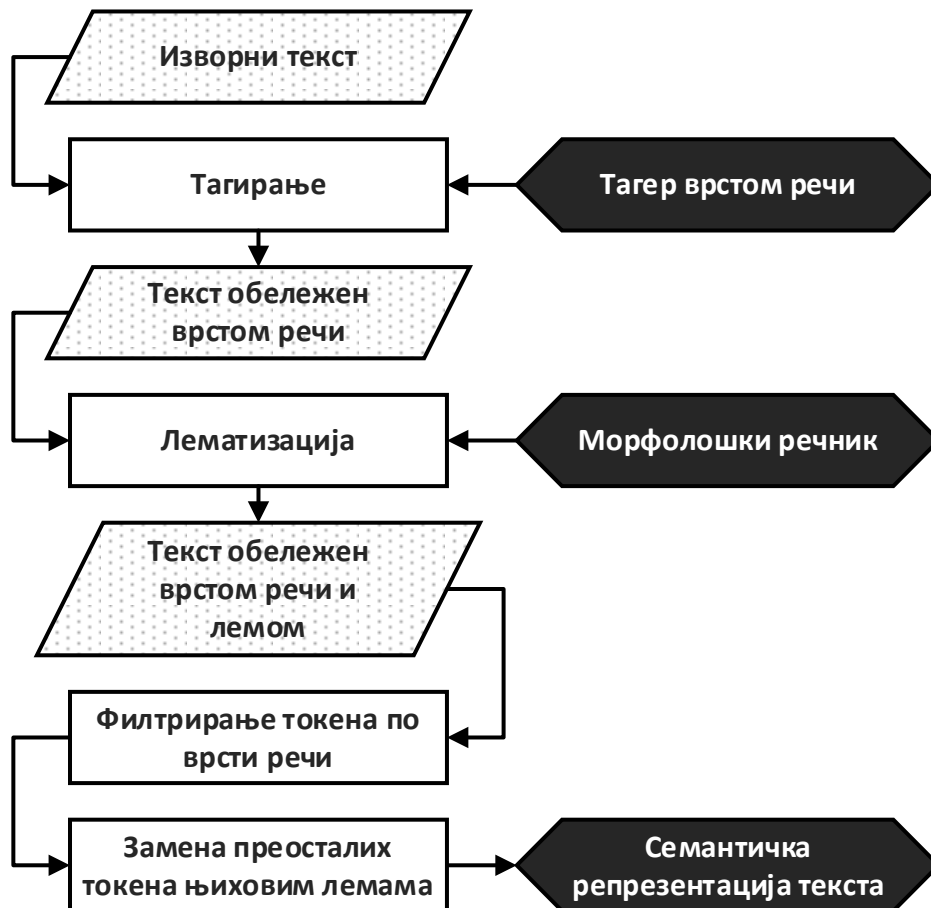 Изворни текст
Тагирање
Тагер врстом речи
Текст обележен
врстом речи
Лематизација
Морфолошки речник
Текст обележен
врстом речи и
лемом
Филтрирање токена по
врсти речи
Замена преосталих
токена њиховим лемама
Семантичка
репрезентација текста